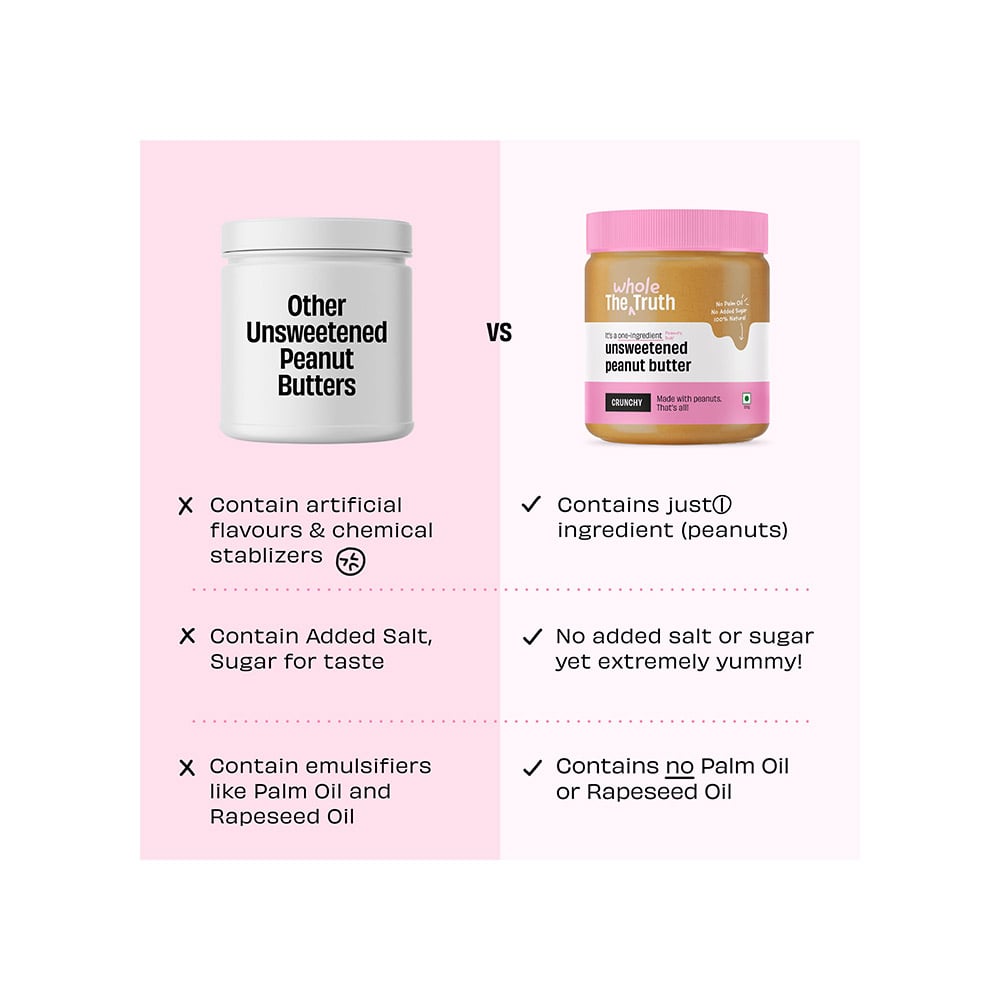 Other
Unsweetened
Peanut
Butters
VS
whole
The Truth
No Palm Oil
No Added Sugar
100% Natural
It's a one-ingredient
unsweetened
peanut butter
CRUNCHY
Made with peanuts.
That's all!
Contain artificial
flavours & chemical
stablizers
Contains just 1
ingredient (peanuts)
Contain Added Salt,
Sugar for taste
No added salt or sugar
yet extremely yummy!
Contain emulsifiers
like Palm Oil and
Rapeseed Oil
Contains no Palm Oil
or Rapeseed Oil